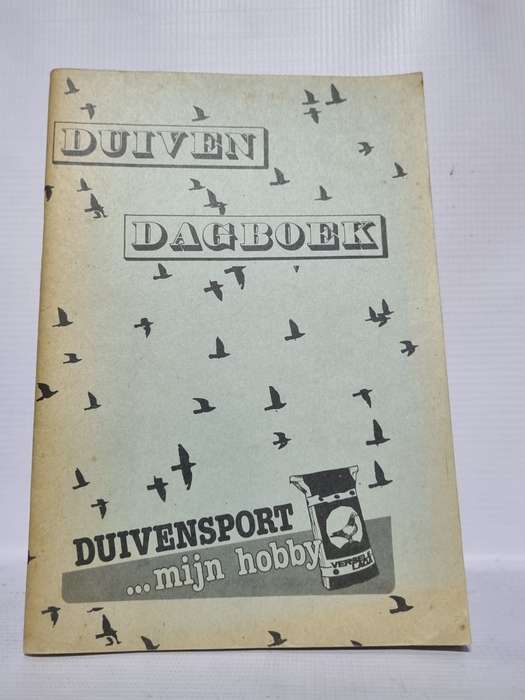 DUIVEN
DAGBOEK
DUIVENSPORT
...mijn hobby
VERSELE
LAGA